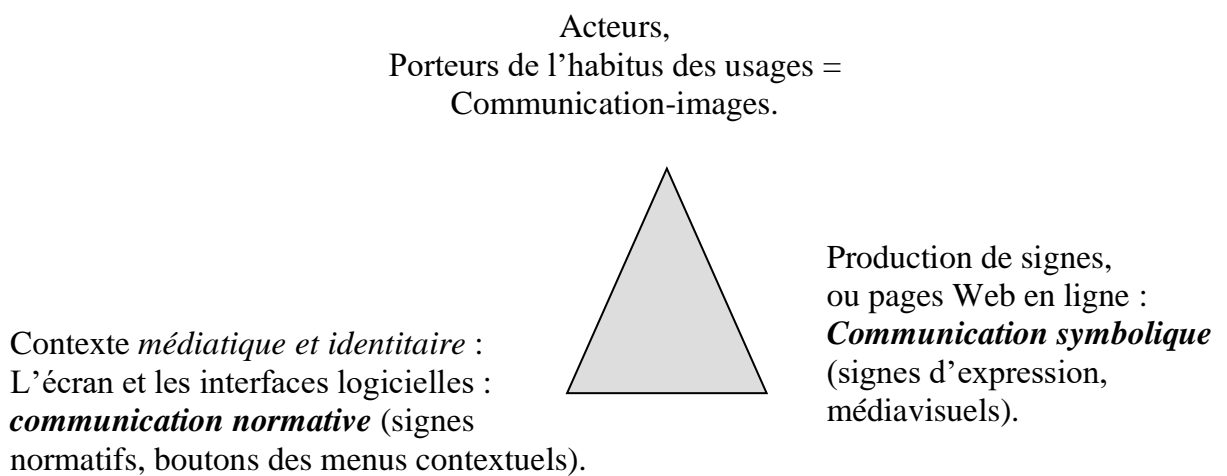 Acteurs,
Porteurs de l’habitus des usages =
Communication-images.
Production de signes,
ou pages Web en ligne :
Communication symbolique
(signes d’expression,
médiavisuels).
Contexte médiatique et identitaire :
L’écran et les interfaces logicielles :
communication normative (signes
normatifs, boutons des menus contextuels).